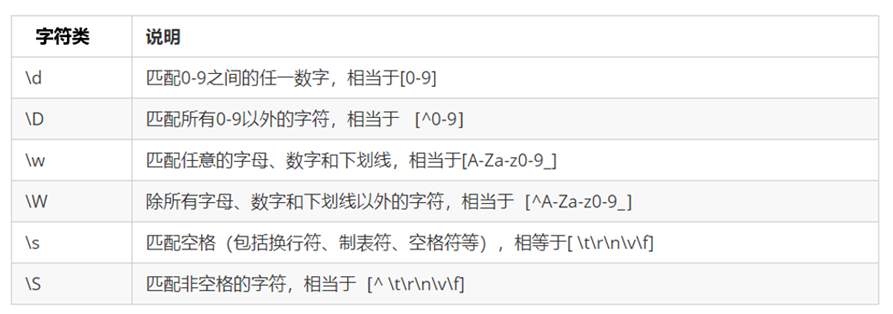 字符类 说明
\d 匹配0-9之间的任一数字，相当于[0-9]
\D 匹配所有0-9以外的字符，相当于 [^0-9]
\w 匹配任意的字母、数字和下划线，相当于[A-Za-z0-9_]
\W 除所有字母、数字和下划线以外的字符，相当于 [^A-Za-z0-9_]
\s 匹配空格（包括换行符、制表符、空格符等），相等于[ \t\r\n\v\f]
\S 匹配非空格的字符，相当于 [^ \t\r\n\v\f]